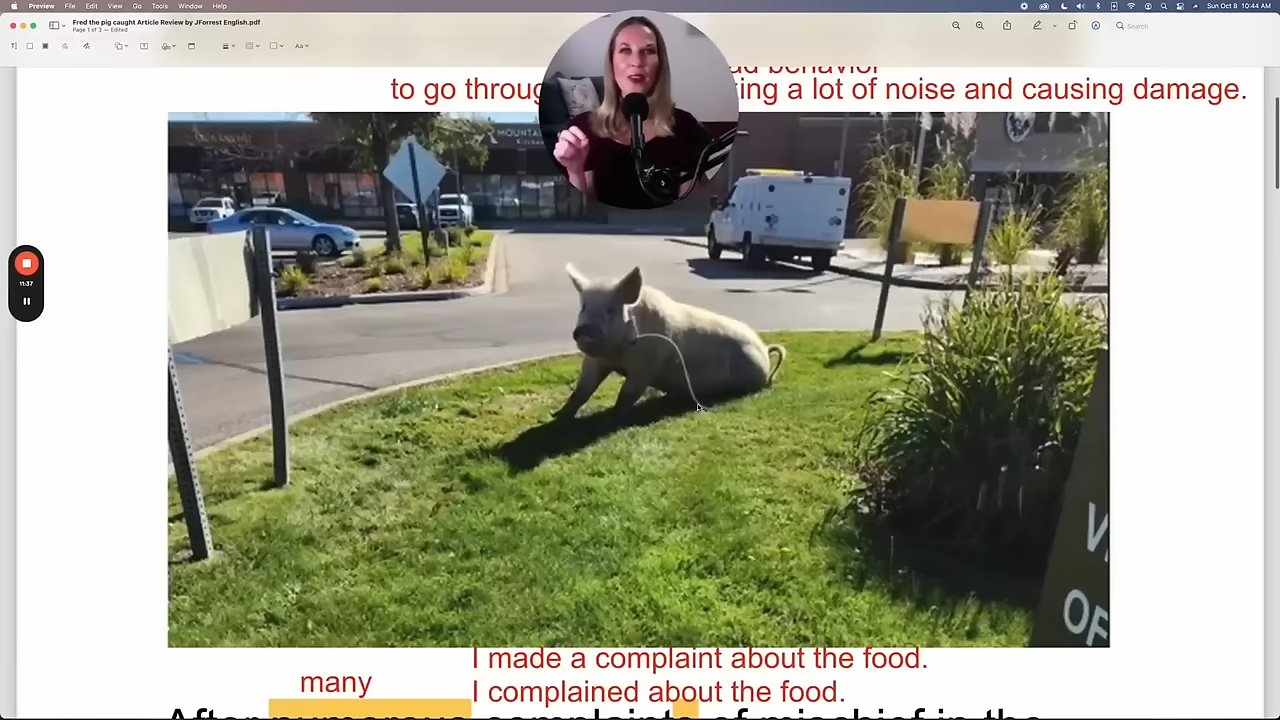 Preview File Edit View Go Tools Window Help
Sun Oct 8 10:44 AM
Fred the pig caught Article Review by JForrest English.pdf
Page 1 of 3 — Edited
Search
Aa
behavior
to go throug king a lot of noise and causing damage.
MOUNTA
11:37
OF
I made a complaint about the food.
many
I complained about the food.
After numerous complaints of mischief in the